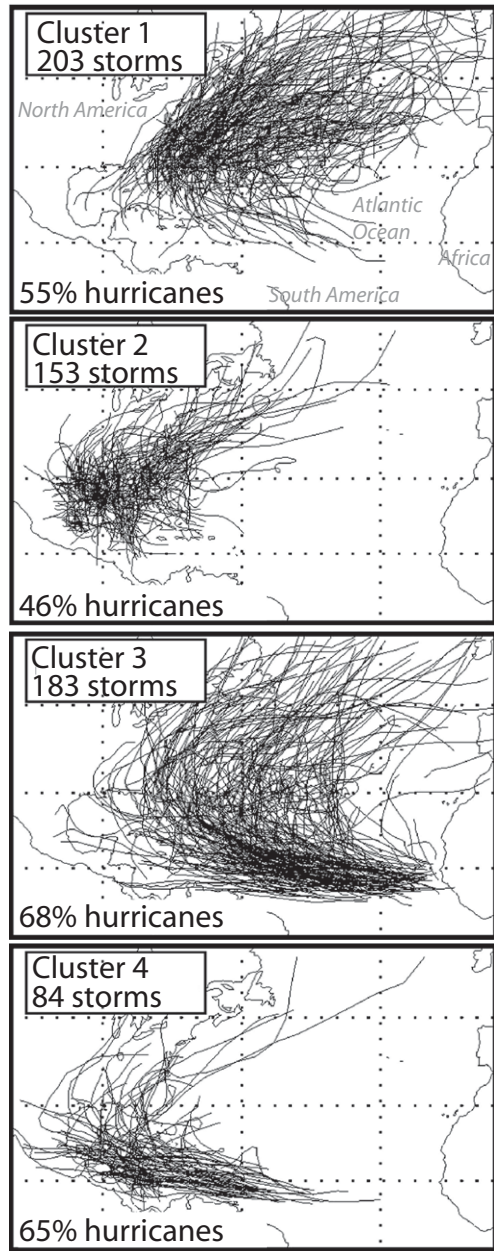 Cluster 1
203 storms
North America
Atlantic
Ocean
Africa
55% hurricanes
South America
Cluster 2
153 storms
46% hurricanes
Cluster 3
183 storms
68% hurricanes
Cluster 4
84 storms
65% hurricanes